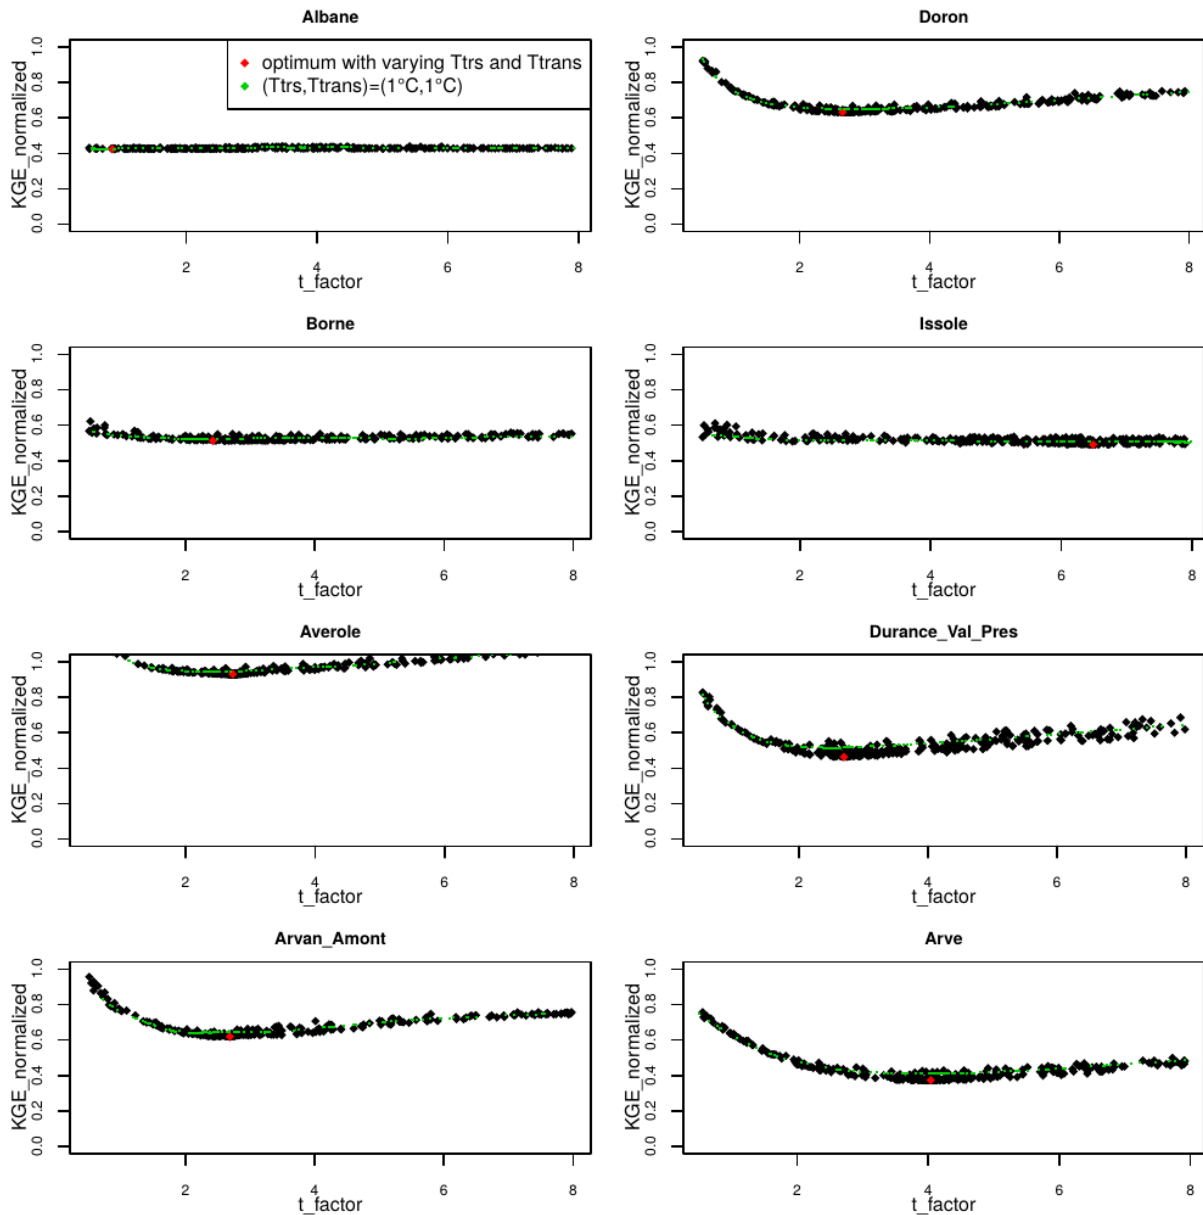 Albane
KGE_normalized
0.0 0.2 0.4 0.6 0.8 1.0
optimum with varying Ttrs and Ttrans
(Ttrs,Ttrans)=(1°C,1°C)
2 4 6 8
t_factor
Doron
KGE_normalized
0.0 0.2 0.4 0.6 0.8 1.0
2 4 6 8
t_factor
Borne
KGE_normalized
0.0 0.2 0.4 0.6 0.8 1.0
2 4 6 8
t_factor
Issole
KGE_normalized
0.0 0.2 0.4 0.6 0.8 1.0
2 4 6 8
t_factor
Averole
KGE_normalized
0.0 0.2 0.4 0.6 0.8 1.0
2 4 6 8
t_factor
Durance_Val_Pres
KGE_normalized
0.0 0.2 0.4 0.6 0.8 1.0
2 4 6 8
t_factor
Arvan_Amont
KGE_normalized
0.0 0.2 0.4 0.6 0.8 1.0
2 4 6 8
t_factor
Arve
KGE_normalized
0.0 0.2 0.4 0.6 0.8 1.0
2 4 6 8
t_factor